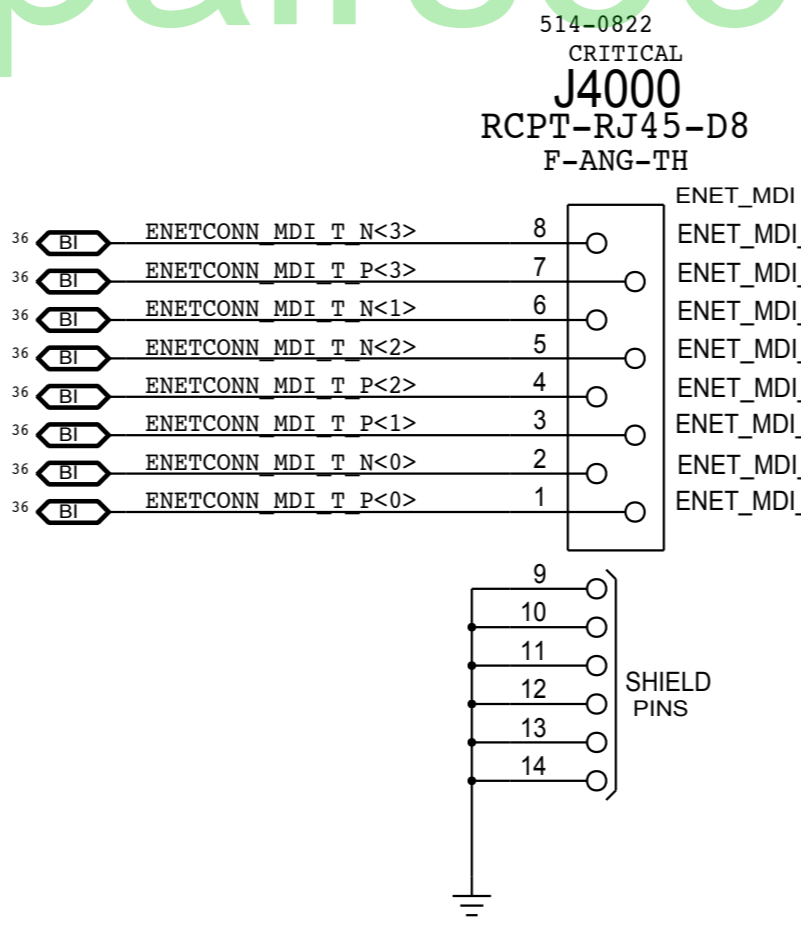 514-0822
CRITICAL
J4000
RCPT-RJ45-D8
F-ANG-TH
ENET_MDI
36 BI ENETCONN_MDI_T_N<3> 8 ENET_MDI_
36 BI ENETCONN_MDI_T_P<3> 7 ENET_MDI_
36 BI ENETCONN_MDI_T_N<1> 6 ENET_MDI_
36 BI ENETCONN_MDI_T_N<2> 5 ENET_MDI_
36 BI ENETCONN_MDI_T_P<2> 4 ENET_MDI_
36 BI ENETCONN_MDI_T_P<1> 3 ENET_MDI_
36 BI ENETCONN_MDI_T_N<0> 2 ENET_MDI_
36 BI ENETCONN_MDI_T_P<0> 1 ENET_MDI_
9
10
11
12
13
14
SHIELD
PINS